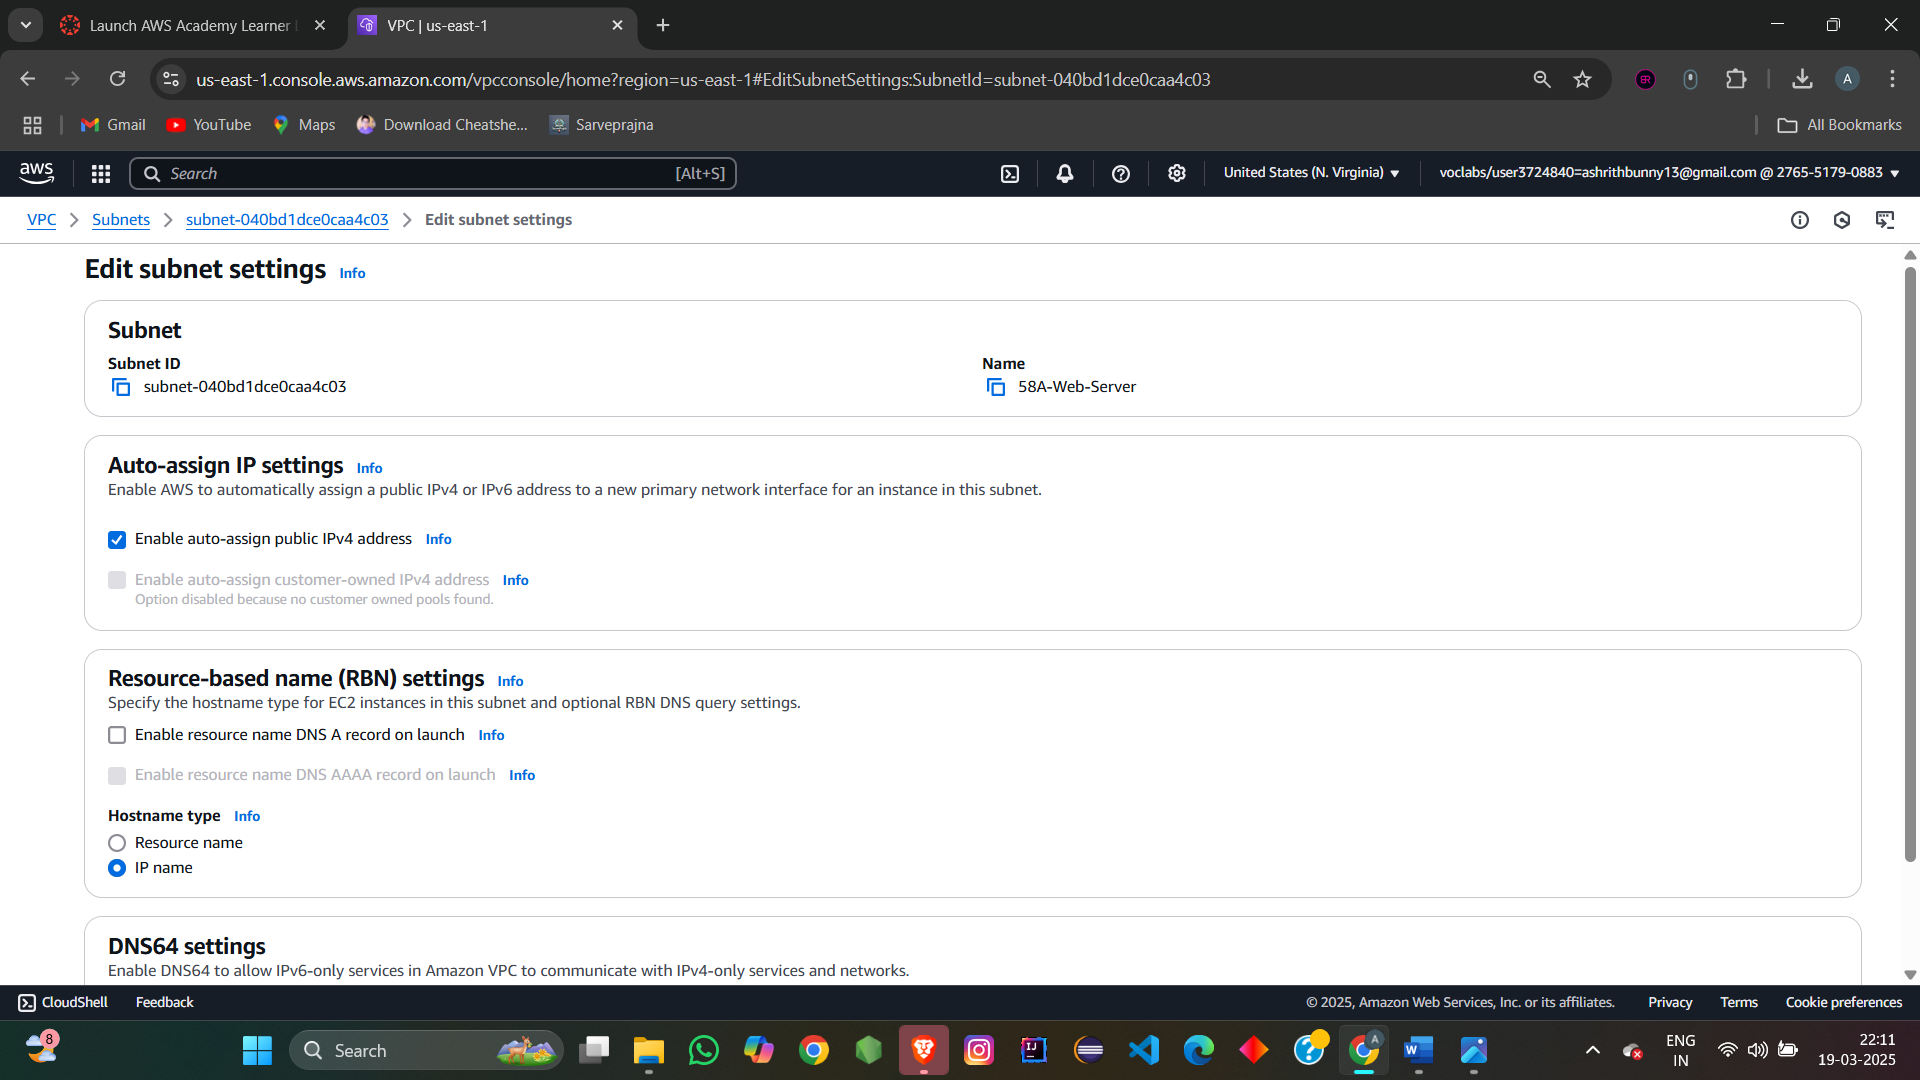 Launch AWS Academy Learner
VPC | us-east-1
us-east-1.console.aws.amazon.com/vpcconsole/home?region=us-east-1#EditSubnetSettings:SubnetId=subnet-040bd1dce0caa4c03
BR
A
Gmail
YouTube
Maps
Download Cheatshe...
Sarveprajna
All Bookmarks
aws
Search
[Alt+S]
United States (N. Virginia)
voclabs/user3724840=ashrithbunny13@gmail.com @ 2765-5179-0883
VPC
Subnets
subnet-040bd1dce0caa4c03
Edit subnet settings
Edit subnet settings Info
Subnet
Subnet ID
subnet-040bd1dce0caa4c03
Name
58A-Web-Server
Auto-assign IP settings Info
Enable AWS to automatically assign a public IPv4 or IPv6 address to a new primary network interface for an instance in this subnet.
Enable auto-assign public IPv4 address Info
Enable auto-assign customer-owned IPv4 address Info
Option disabled because no customer owned pools found.
Resource-based name (RBN) settings Info
Specify the hostname type for EC2 instances in this subnet and optional RBN DNS query settings.
Enable resource name DNS A record on launch Info
Enable resource name DNS AAAA record on launch Info
Hostname type Info
Resource name
IP name
DNS64 settings
Enable DNS64 to allow IPv6-only services in Amazon VPC to communicate with IPv4-only services and networks.
CloudShell
Feedback
© 2025, Amazon Web Services, Inc. or its affiliates.
Privacy
Terms
Cookie preferences
8
Search
IJ
A
W
ENG
IN
22:11
19-03-2025